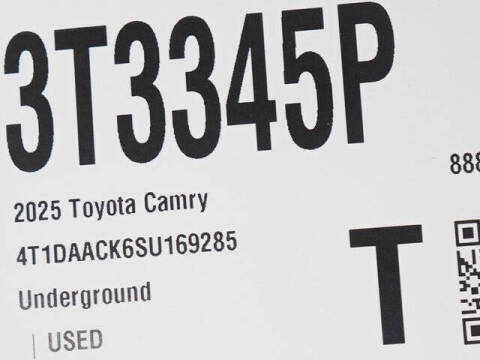 3T3345P
888
2025 Toyota Camry
4T1DAACK6SU169285
T
Underground
USED